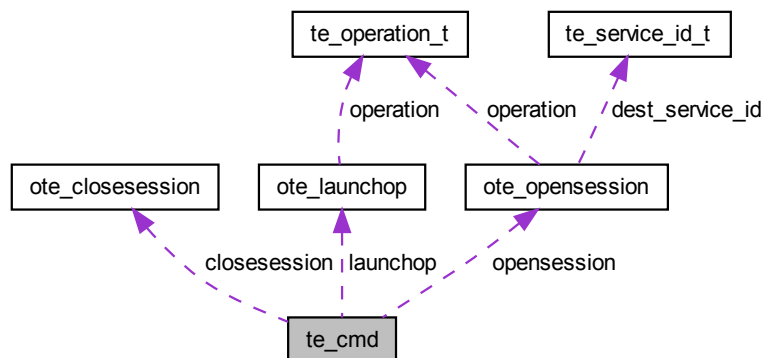 te_operation_t
te_service_id_t
operation
operation
dest_service_id
ote_closesession
ote_launchop
ote_opensession
closesession
launchop
opensession
te_cmd